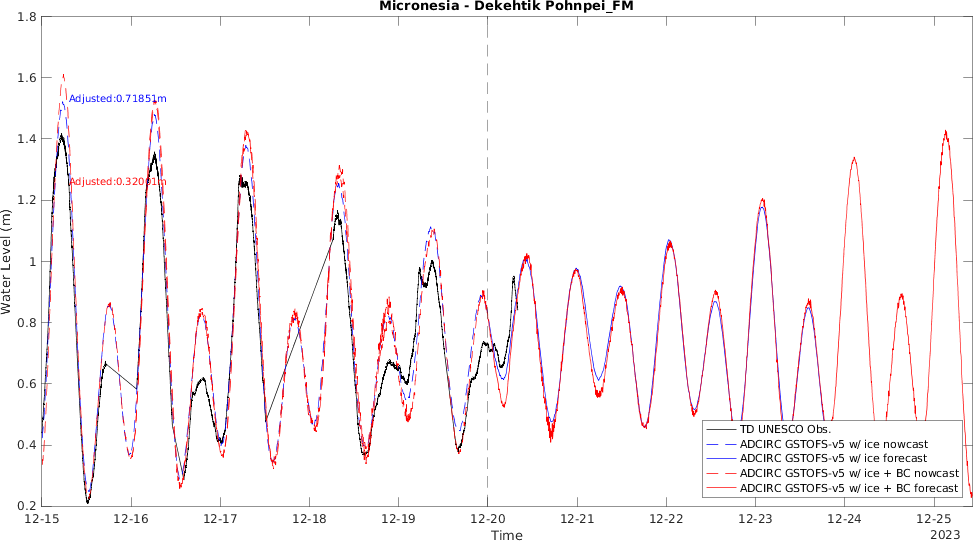 Micronesia - Dekehtik Pohnpei_FM
1.8
1.6
1.4
1.2
1
0.8
0.6
0.4
0.2
Water Level (m)
Adjusted:0.71851m
TD UNESCO Obs.
ADCIRC GSTOFS-v5 w/ ice nowcast
ADCIRC GSTOFS-v5 w/ ice forecast
ADCIRC GSTOFS-v5 w/ ice + BC nowcast
ADCIRC GSTOFS-v5 w/ ice + BC forecast
12-15 12-16 12-17 12-18 12-19 12-20 12-21 12-22 12-23 12-24 12-25
Time
2023